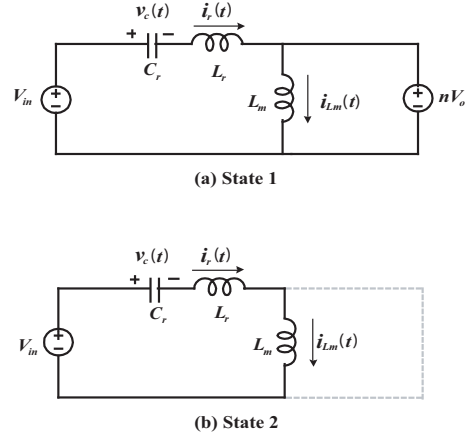 v_c(t) i_r(t)
+ −
C_r L_r
V_in + − L_m i_Lm(t) + − nV_o
(a) State 1
v_c(t) i_r(t)
+ −
C_r L_r
V_in + − L_m i_Lm(t)
(b) State 2